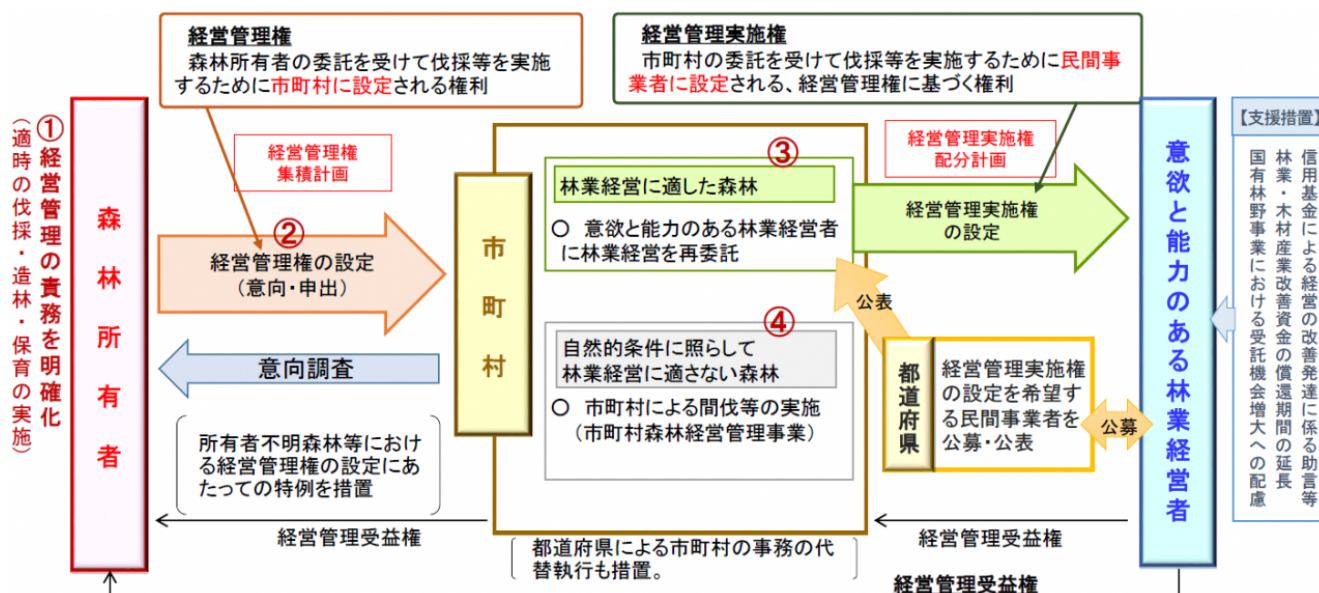 経営管理権
森林所有者の委託を受けて伐採等を実施
するために市町村に設定される権利
経営管理実施権
市町村の委託を受けて伐採等を実施するために民間事
業者に設定される、経営管理権に基づく権利
①経営管理の責務を明確化
（適時の伐採・造林・保育の実施）
森林所有者
経営管理権
集積計画
②
経営管理権の設定
（意向・申出）
意向調査
所有者不明森林等にお
ける経営管理権の設定にあ
たっての特例を措置
経営管理受益権
市町村
③
林業経営に適した森林
○ 意欲と能力のある林業経営者
に林業経営を再委託
④
自然的条件に照らして
林業経営に適さない森林
○ 市町村による間伐等の実施
（市町村森林経営管理事業）
都道府県による市町村の事務の代
替執行も措置。
経営管理実施権
配分計画
経営管理実施権
の設定
公表
都道府県
経営管理実施権
の設定を希望す
る民間事業者を
公募・公表
公募
経営管理受益権
経営管理受益権
意欲と能力のある林業経営者
【支援措置】
信用基金による経営の改善発達に係る助言等
林業・木材産業改善資金の償還期間の延長
国有林野事業における受託機会増大への配慮